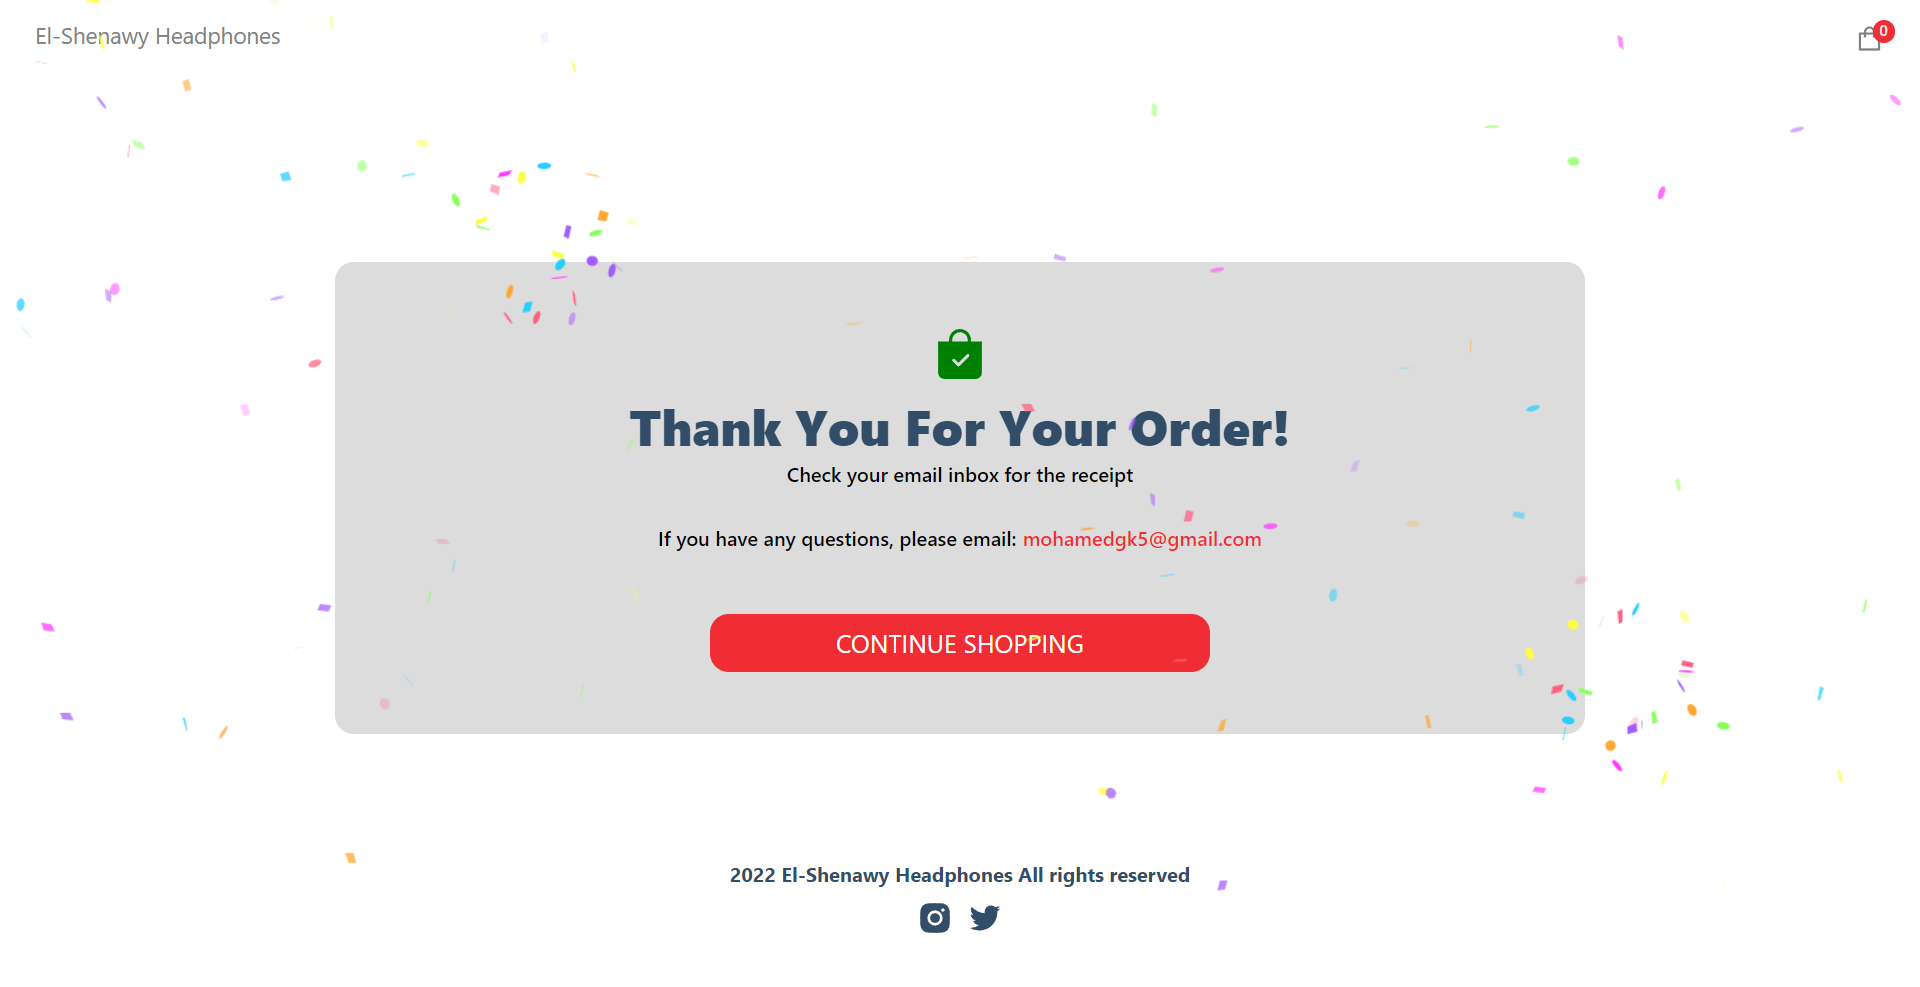 El-Shenawy Headphones
0
Thank You For Your Order!
Check your email inbox for the receipt
If you have any questions, please email: mohamedgk5@gmail.com
CONTINUE SHOPPING
2022 El-Shenawy Headphones All rights reserved